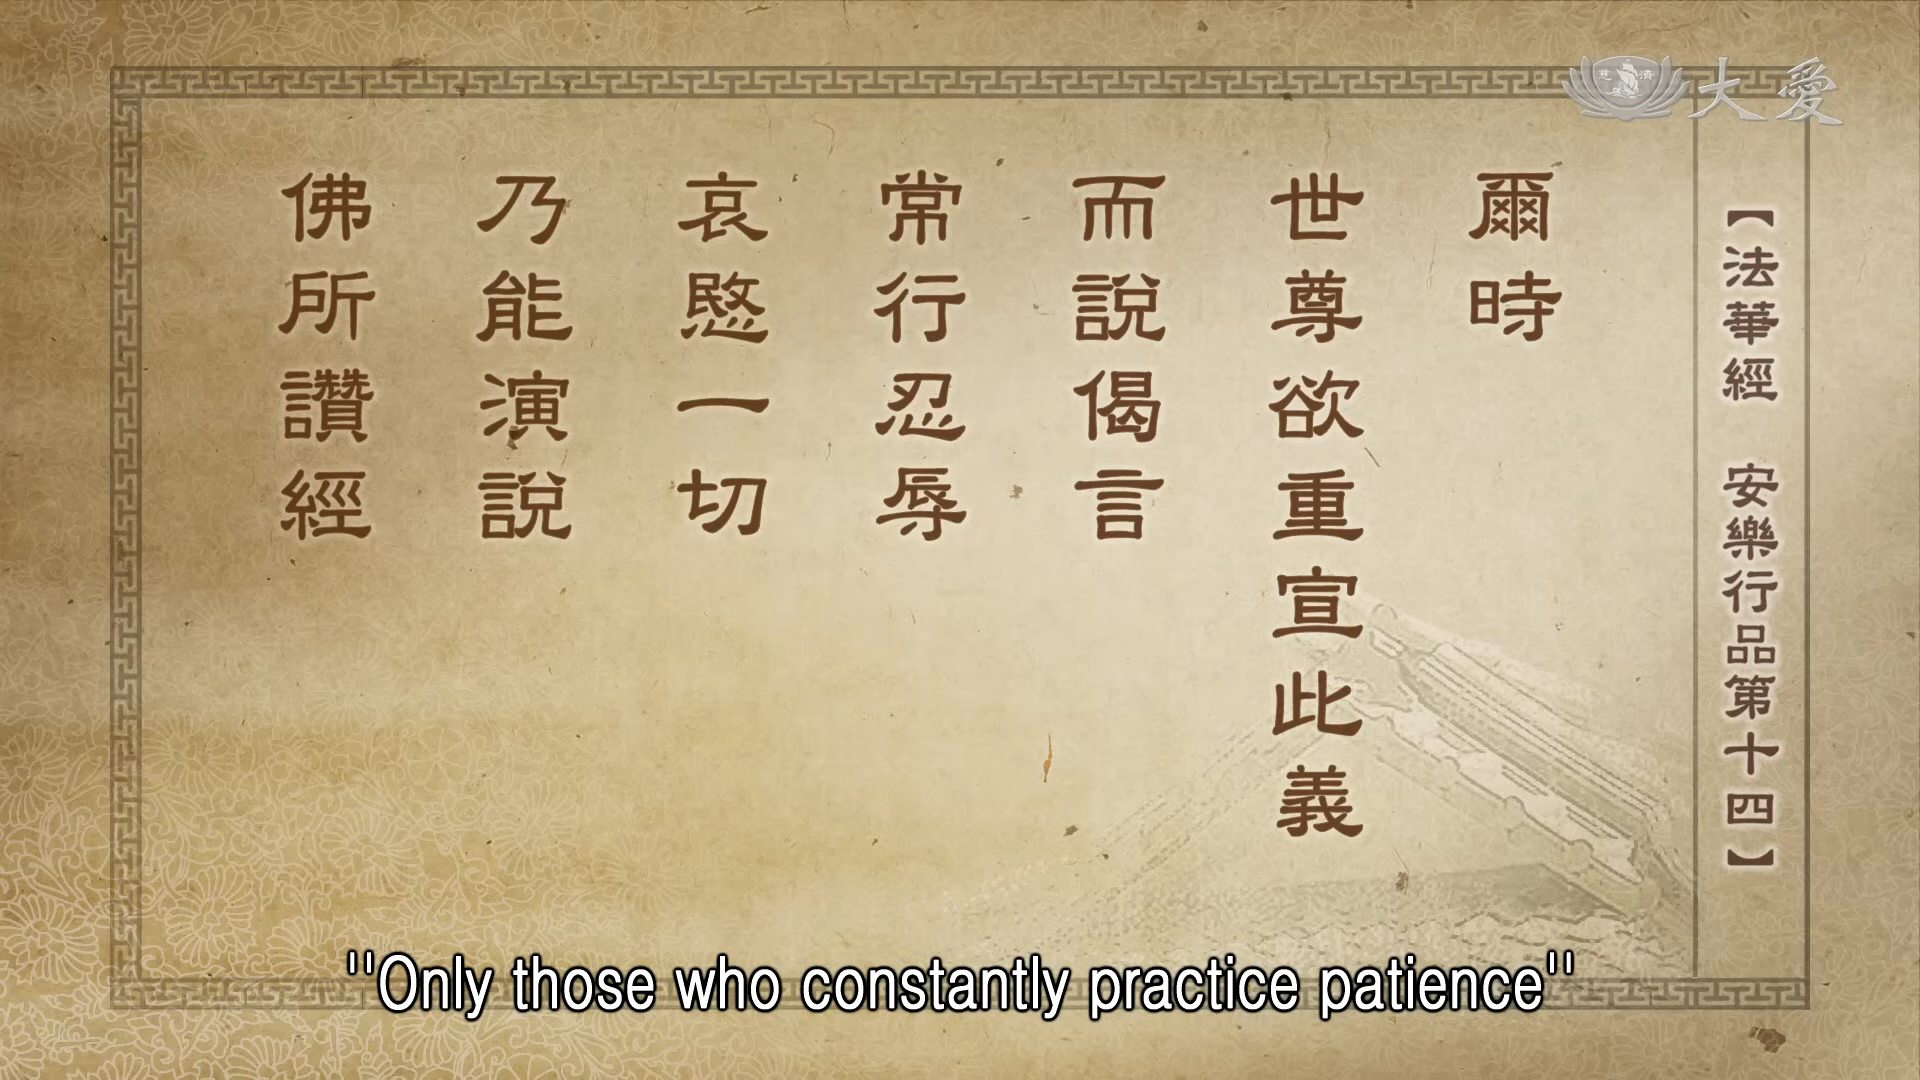 大愛
慈濟
【法華經 安樂行品第十四】
爾時
世尊欲重宣此義
而說偈言
常行忍辱
哀愍一切
乃能演說
佛所讚經
"Only those who constantly practice patience"